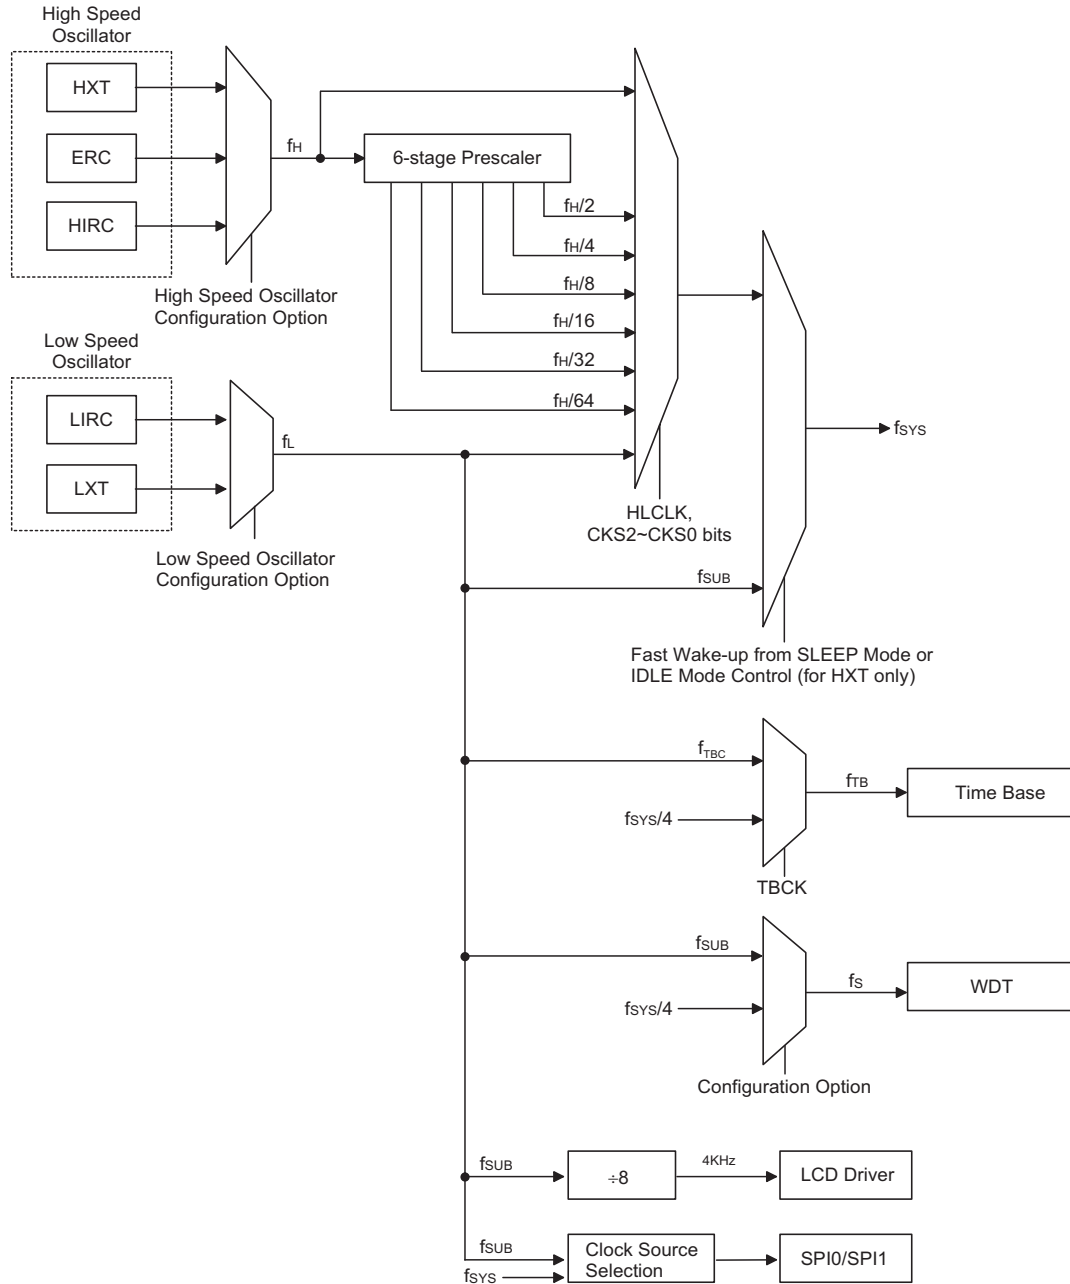 High Speed
Oscillator
HXT
ERC
HIRC
fH
6-stage Prescaler
fH/2
fH/4
fH/8
fH/16
fH/32
fH/64
High Speed Oscillator
Configuration Option
Low Speed
Oscillator
LIRC
LXT
fL
Low Speed Oscillator
Configuration Option
HLCLK,
CKS2~CKS0 bits
fSYS
fSUB
Fast Wake-up from SLEEP Mode or
IDLE Mode Control (for HXT only)
fTBC
fSYS/4
fTB
Time Base
TBCK
fSUB
fSYS/4
fS
WDT
Configuration Option
fSUB
÷8
4KHz
LCD Driver
fSUB
fSYS
Clock Source
Selection
SPI0/SPI1